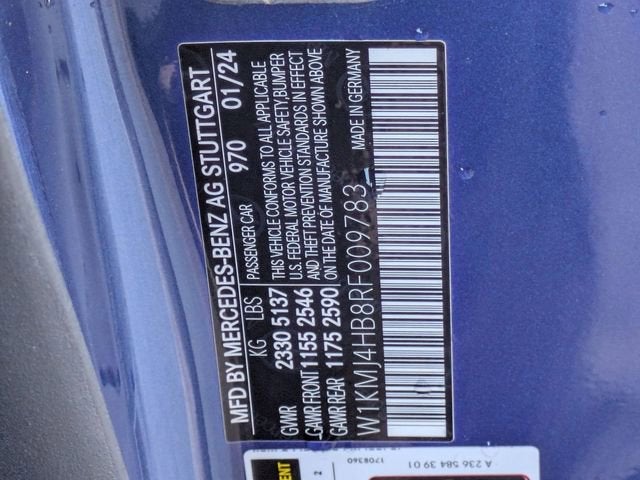 MFD BY MERCEDES-BENZ AG STUTTGART
970 01/24
KG LBS PASSENGER CAR
GVWR 2330 5137
GAWR FRONT 1155 2546
GAWR REAR 1175 2590
THIS VEHICLE CONFORMS TO ALL APPLICABLE
U.S. FEDERAL MOTOR VEHICLE SAFETY, BUMPER
AND THEFT PREVENTION STANDARDS IN EFFECT
ON THE DATE OF MANUFACTURE SHOWN ABOVE
W1KMJ4HB8RF009783 MADE IN GERMANY
A 236 584 39 01
1708360
2